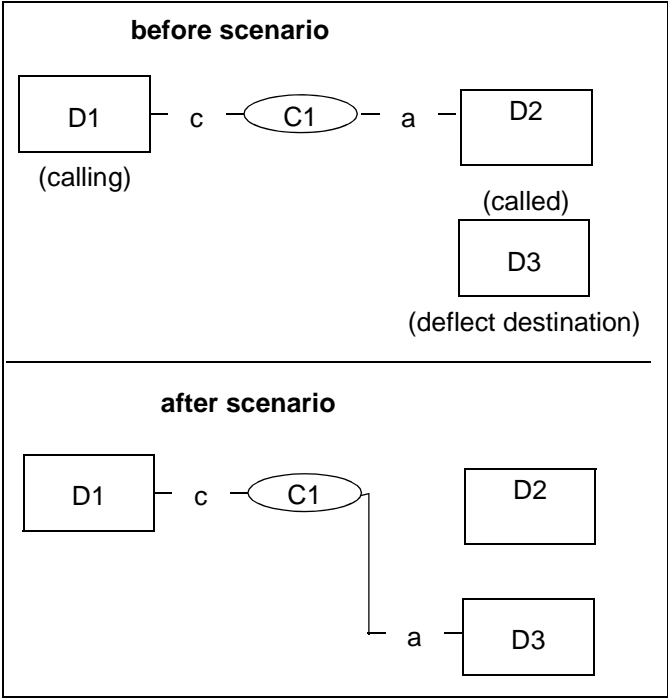 before scenario
D1 c C1 a D2
(calling)
(called)
D3
(deflect destination)
after scenario
D1 c C1 D2
a D3